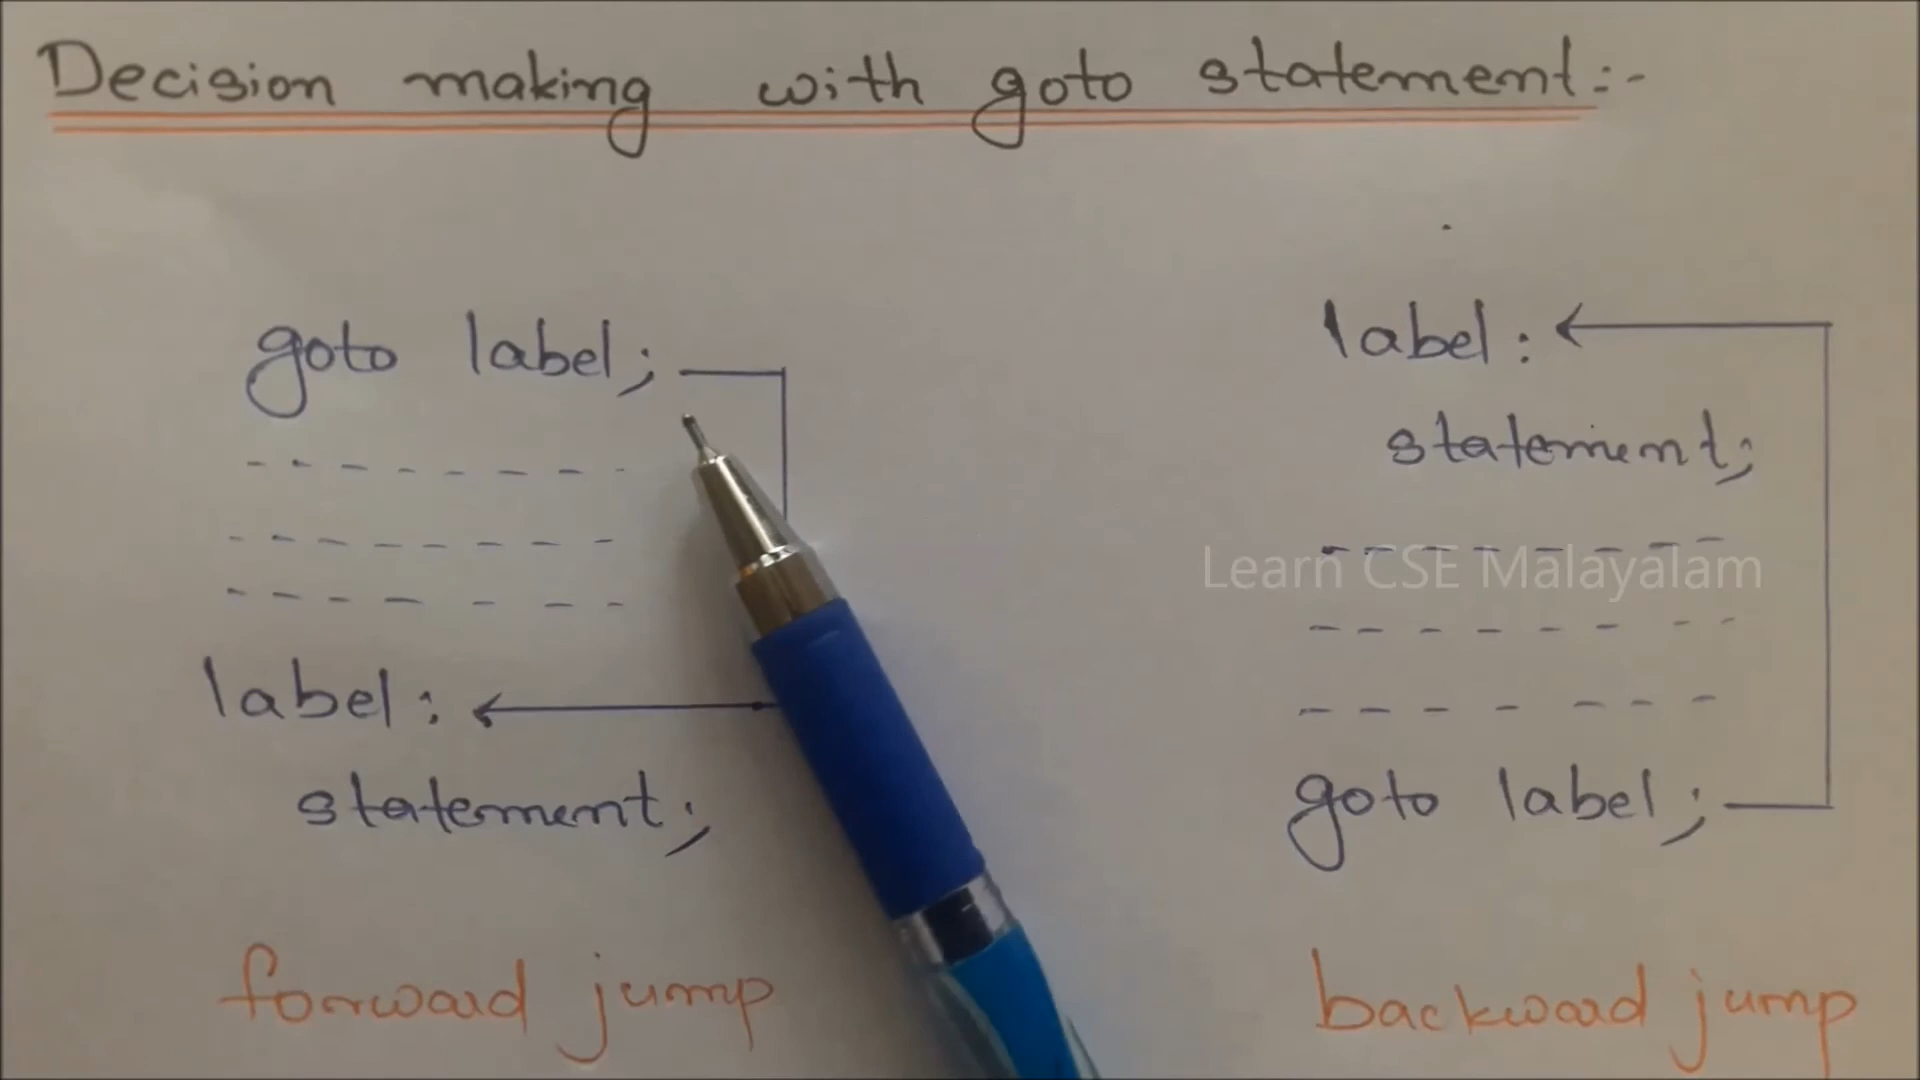 Decision making with goto statement:-
goto label;
label:
statement;
forward jump
label:
statement;
goto label;
backward jump
Learn CSE Malayalam